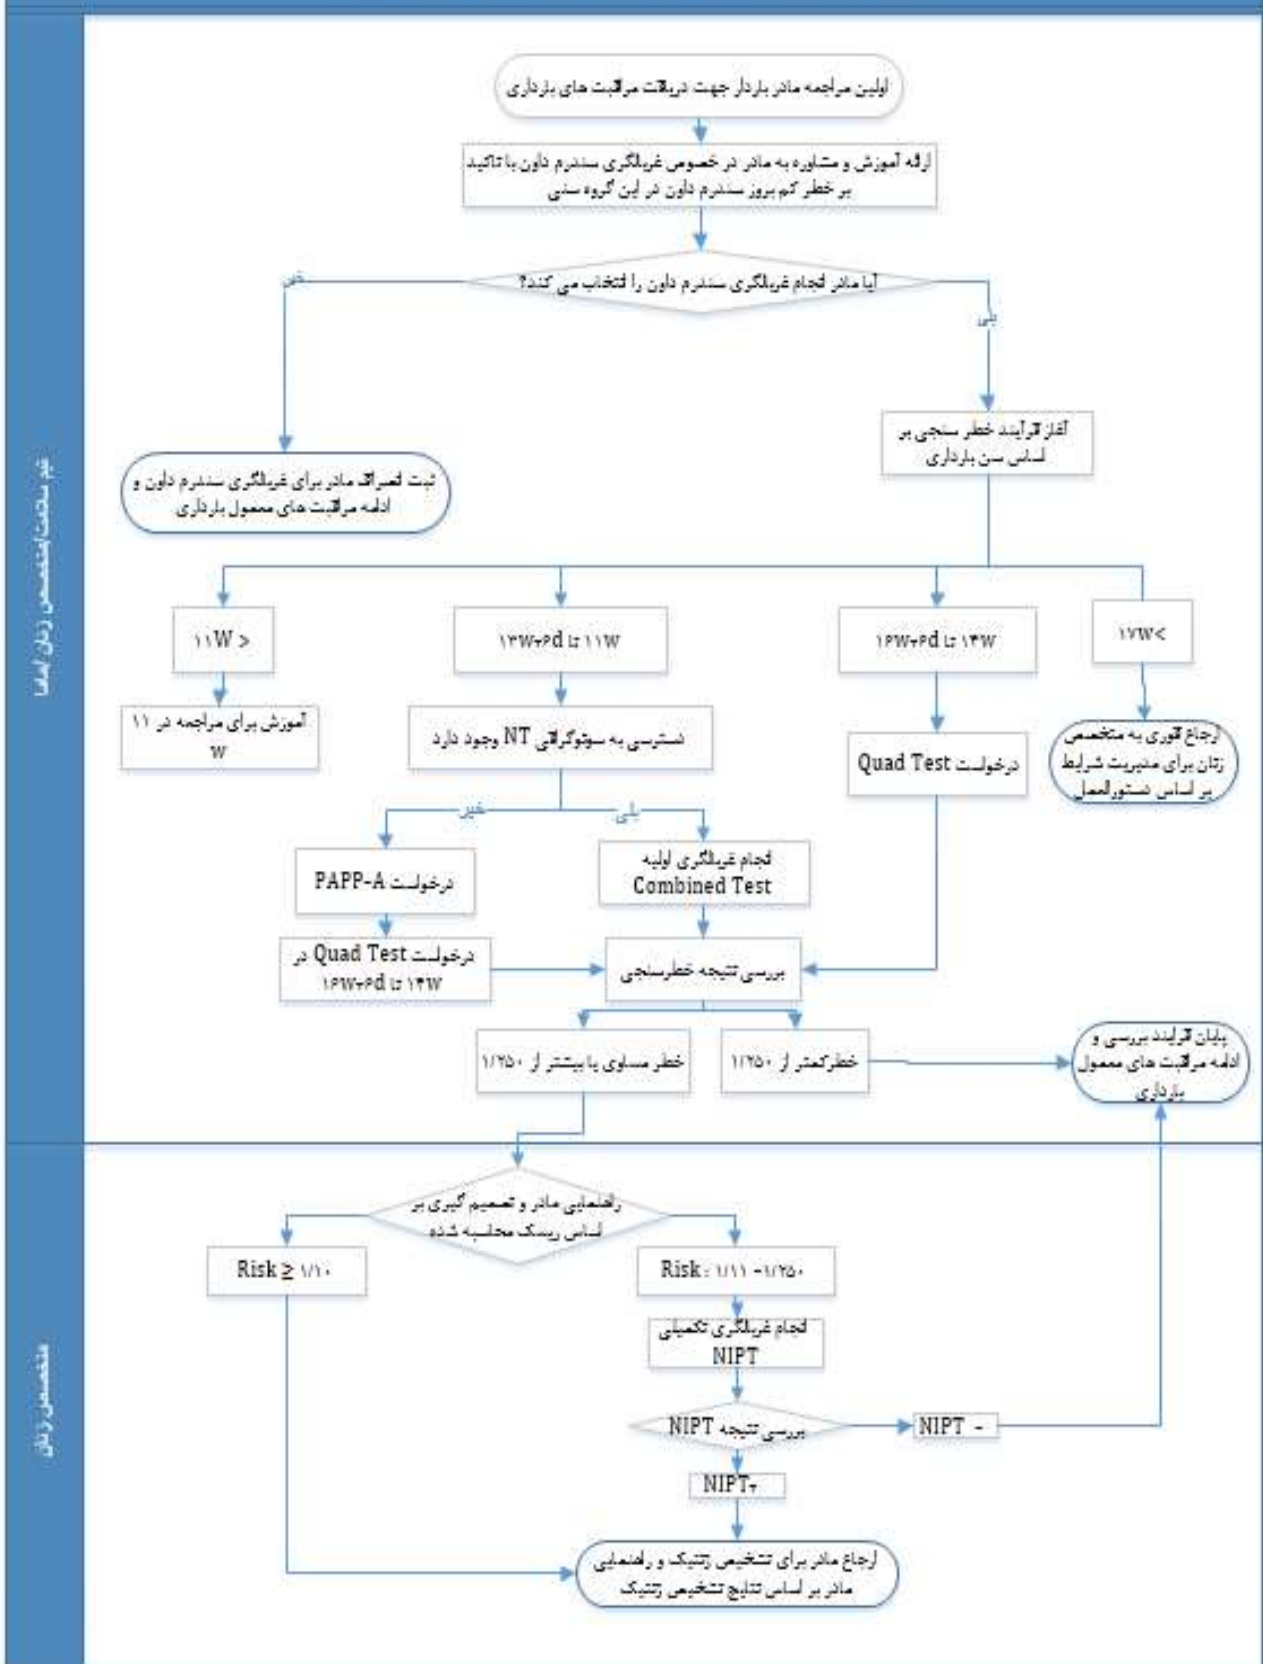 اولین مراجعه مادر باردار جهت دریافت مراقبت های بارداری
ارائه آموزش و مشاوره به مادر در خصوص غربالگری سندرم داون با تاکید
بر خطر کم بروز سندرم داون در این گروه سنی
آیا مادر انجام غربالگری سندرم داون را انتخاب می کند؟
خیر
بلی
آغاز فرآیند خطر سنجی بر
اساس سن بارداری
ثبت انصراف مادر برای غربالگری سندرم داون و
ادامه مراقبت های معمول بارداری
۱۷w<
۱۴w تا ۱۶w+۶d
۱۱w تا ۱۳w+۶d
۱۱W >
ارجاع فوری به متخصص
زنان برای مدیریت شرایط
بر اساس دستورالعمل
درخواست Quad Test
دسترسی به سونوگرافی NT وجود دارد
آموزش برای مراجعه در ۱۱
w
بلی
خیر
انجام غربالگری اولیه
Combined Test
درخواست PAPP-A
درخواست Quad Test در
۱۴w تا ۱۶w+۶d
بررسی نتیجه خطرسنجی
خطرکمتر از ۱/۲۵۰
خطر مساوی یا بیشتر از ۱/۲۵۰
پایان فرآیند بررسی و
ادامه مراقبت های معمول
بارداری
تیم سلامت/متخصص زنان/ماما
راهنمایی مادر و تصمیم گیری بر
اساس ریسک محاسبه شده
Risk ≥ ۱/۱۰
Risk : ۱/۱۱ -۱/۲۵۰
انجام غربالگری تکمیلی
NIPT
بررسی نتیجه NIPT
NIPT -
NIPT+
ارجاع مادر برای تشخیص ژنتیک و راهنمایی
مادر بر اساس نتایج تشخیص ژنتیک
متخصص زنان